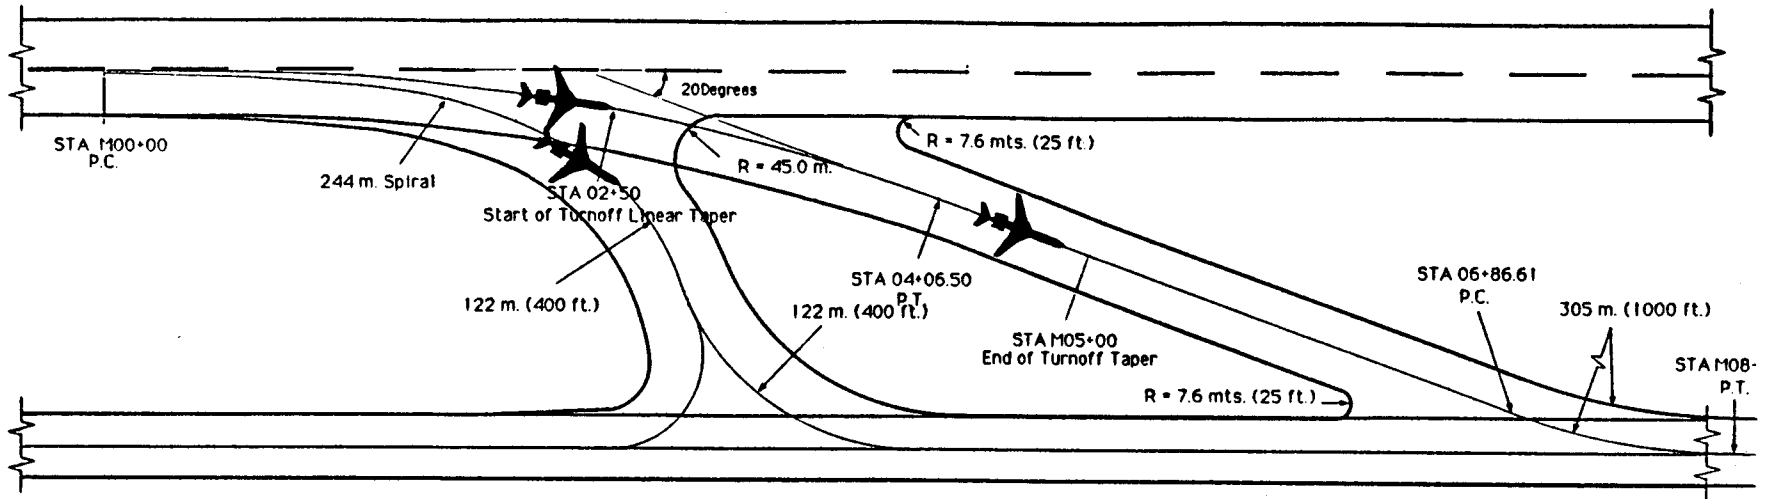 20Degrees
STA M00+00
P.C.
R = 7.6 mts. (25 ft.)
R = 45.0 m.
244 m. Spiral
STA 02+50
Start of Turnoff Linear Taper
STA 04+06.50
P.T.
STA 06+86.61
P.C.
122 m. (400 ft.)
122 m. (400 ft.)
305 m. (1000 ft.)
STA M05+00
End of Turnoff Taper
STA M08-
P.T.
R = 7.6 mts. (25 ft.)